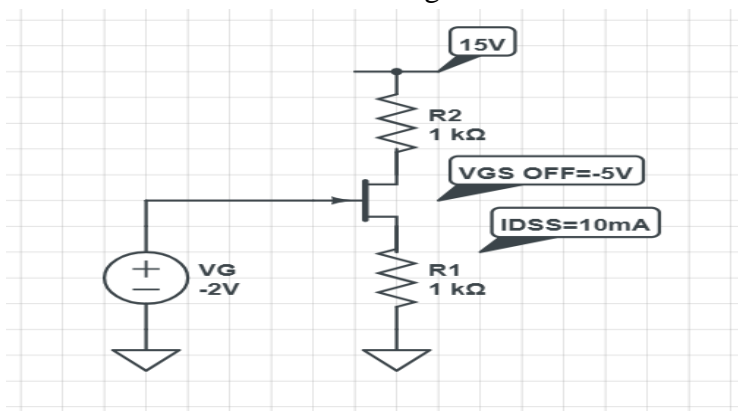 15V
R2
1 kΩ
VGS OFF=-5V
IDSS=10mA
VG
-2V
R1
1 kΩ